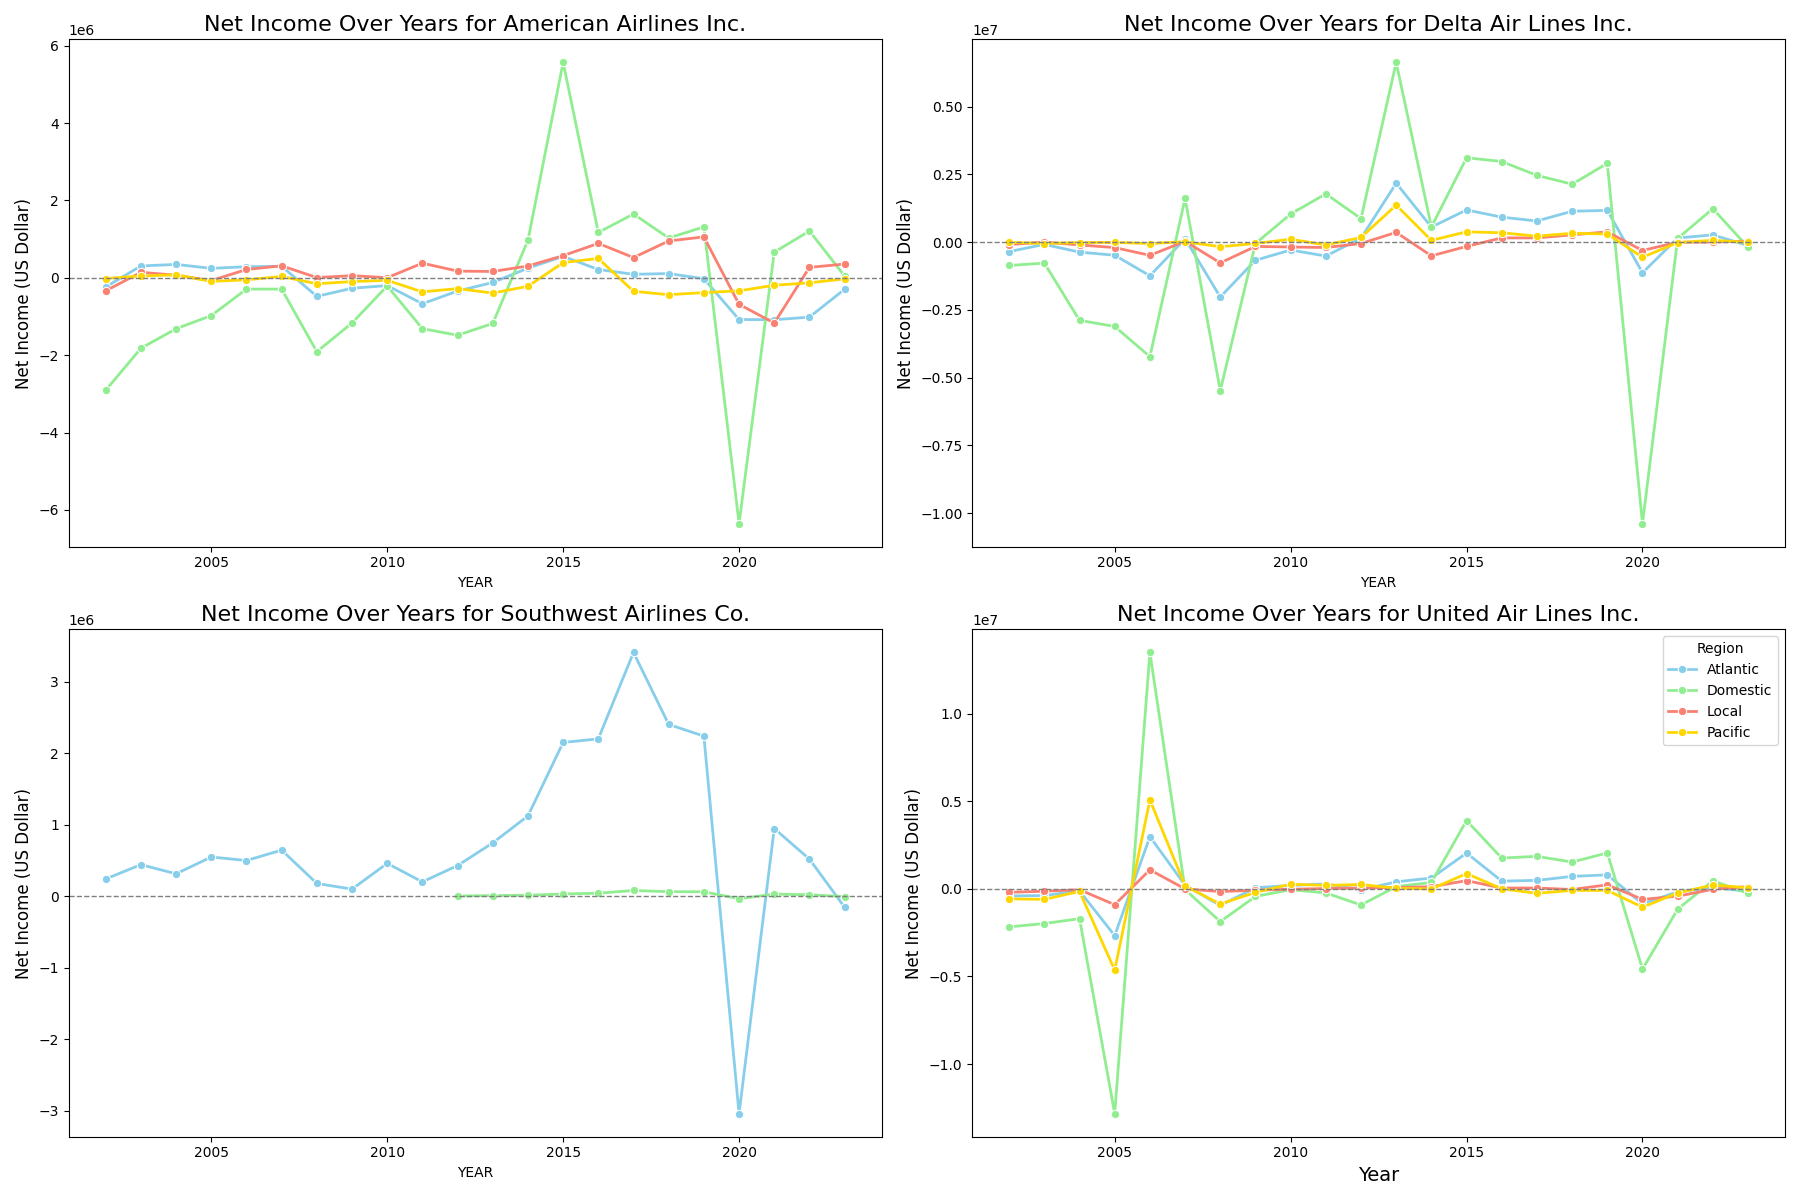 Net Income Over Years for American Airlines Inc.
1e6
6
4
2
0
−2
−4
−6
Net Income (US Dollar)
2005 2010 2015 2020
YEAR
Net Income Over Years for Delta Air Lines Inc.
1e7
0.50
0.25
0.00
−0.25
−0.50
−0.75
−1.00
Net Income (US Dollar)
2005 2010 2015 2020
YEAR
Net Income Over Years for Southwest Airlines Co.
1e6
3
2
1
0
−1
−2
−3
Net Income (US Dollar)
2005 2010 2015 2020
YEAR
Net Income Over Years for United Air Lines Inc.
1e7
1.0
0.5
0.0
−0.5
−1.0
Net Income (US Dollar)
Region
Atlantic
Domestic
Local
Pacific
2005 2010 2015 2020
Year